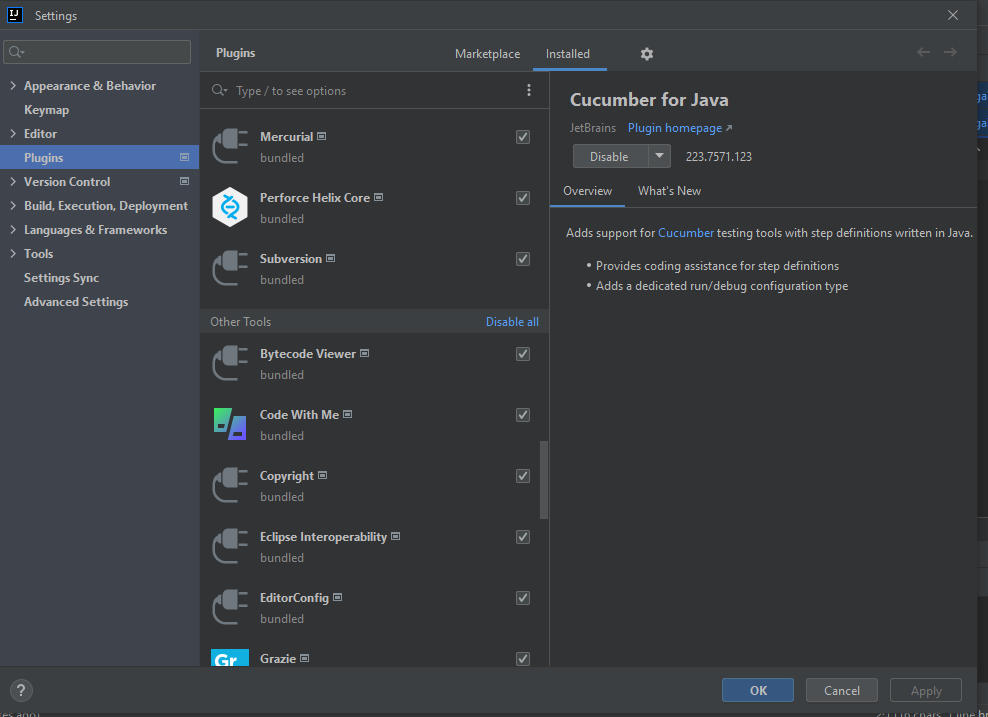 IJ
Settings
Plugins
Marketplace
Installed
Appearance & Behavior
Keymap
Editor
Plugins
Version Control
Build, Execution, Deployment
Languages & Frameworks
Tools
Settings Sync
Advanced Settings
Type / to see options
Mercurial
bundled
Perforce Helix Core
bundled
Subversion
bundled
Other Tools
Disable all
Bytecode Viewer
bundled
Code With Me
bundled
Copyright
bundled
Eclipse Interoperability
bundled
EditorConfig
bundled
Gr
Grazie
Cucumber for Java
JetBrains Plugin homepage ↗
Disable
223.7571.123
Overview
What's New
Adds support for Cucumber testing tools with step definitions written in Java.
• Provides coding assistance for step definitions
• Adds a dedicated run/debug configuration type
?
OK
Cancel
Apply